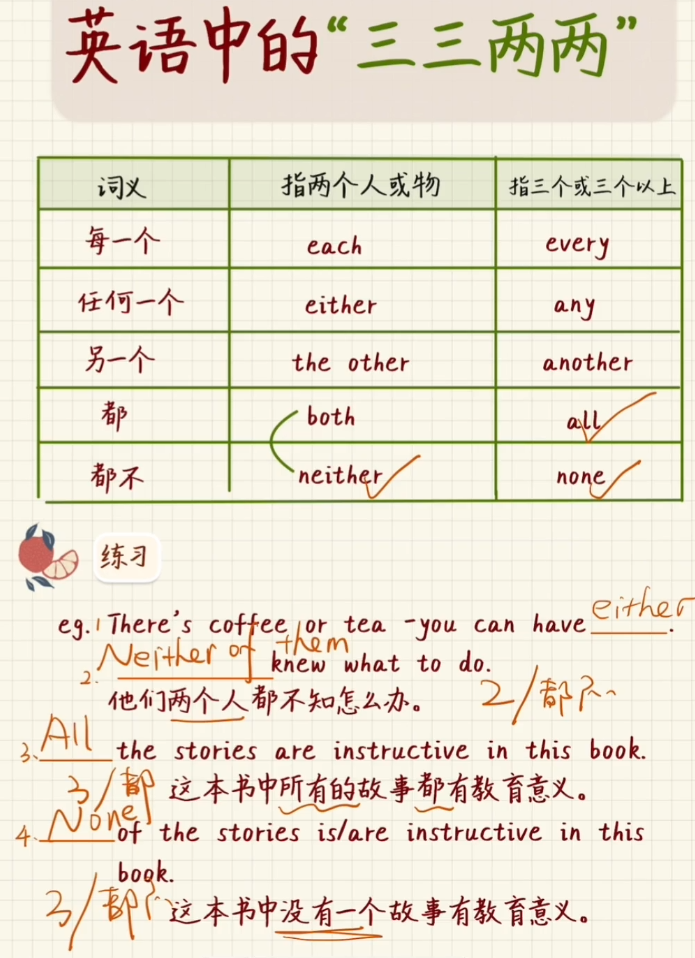 英语中的“三三两两”
词义 指两个人或物 指三个或三个以上
每一个 each every
任何一个 either any
另一个 the other another
都 both all
都不 neither none
练习
eg.1 There's coffee or tea -you can have either.
2. Neither of them knew what to do.
他们两个人都不知怎么办。 2/都不
3. All the stories are instructive in this book.
3/都 这本书中所有的故事都有教育意义。
4. None of the stories is/are instructive in this
book.
3/都不 这本书中没有一个故事有教育意义。